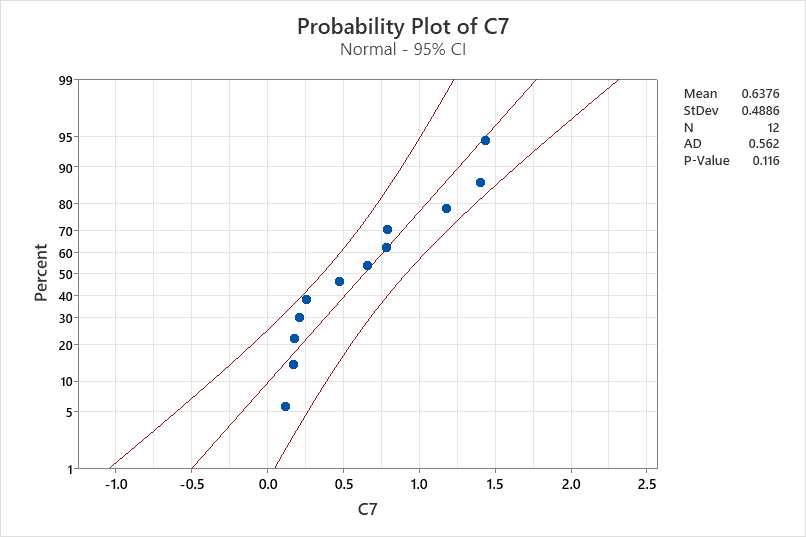 Probability Plot of C7
Normal - 95% CI
Mean 0.6376
StDev 0.4886
N 12
AD 0.562
P-Value 0.116
99
95
90
80
70
60
50
40
30
20
10
5
1
Percent
-1.0 -0.5 0.0 0.5 1.0 1.5 2.0 2.5
C7